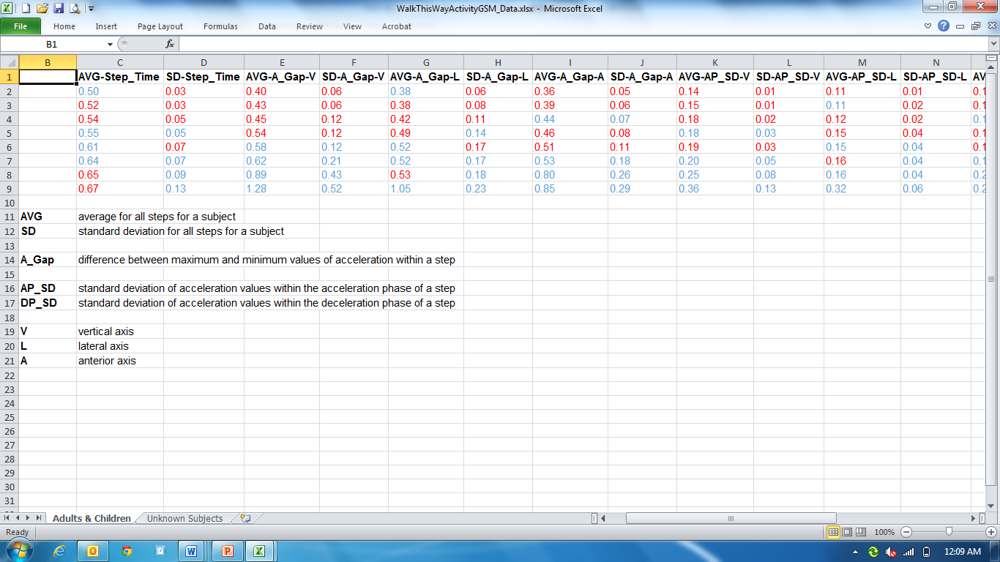 WalkThisWayActivityGSM_Data.xlsx - Microsoft Excel
File Home Insert Page Layout Formulas Data Review View Acrobat
B1 fx
B C D E F G H I J K L M N
1 AVG-Step_Time SD-Step_Time AVG-A_Gap-V SD-A_Gap-V AVG-A_Gap-L SD-A_Gap-L AVG-A_Gap-A SD-A_Gap-A AVG-AP_SD-V SD-AP_SD-V AVG-AP_SD-L SD-AP_SD-L AV
2 0.50 0.03 0.40 0.06 0.38 0.06 0.36 0.05 0.14 0.01 0.11 0.01 0.1
3 0.52 0.03 0.43 0.06 0.38 0.08 0.39 0.06 0.15 0.01 0.11 0.02 0.1
4 0.54 0.05 0.45 0.12 0.42 0.11 0.44 0.07 0.18 0.02 0.12 0.02 0.1
5 0.55 0.05 0.54 0.12 0.49 0.14 0.46 0.08 0.18 0.03 0.15 0.04 0.1
6 0.61 0.07 0.58 0.12 0.52 0.17 0.51 0.11 0.19 0.03 0.15 0.04 0.1
7 0.64 0.07 0.62 0.21 0.52 0.17 0.53 0.18 0.20 0.05 0.16 0.04 0.1
8 0.65 0.09 0.89 0.43 0.53 0.18 0.80 0.26 0.25 0.08 0.16 0.04 0.2
9 0.67 0.13 1.28 0.52 1.05 0.23 0.85 0.29 0.36 0.13 0.32 0.06 0.2
10
11 AVG average for all steps for a subject
12 SD standard deviation for all steps for a subject
13
14 A_Gap difference between maximum and minimum values of acceleration within a step
15
16 AP_SD standard deviation of acceleration values within the acceleration phase of a step
17 DP_SD standard deviation of acceleration values within the deceleration phase of a step
18
19 V vertical axis
20 L lateral axis
21 A anterior axis
22
23
24
25
26
27
28
29
30
31
Adults & Children Unknown Subjects
Ready 100%
12:09 AM